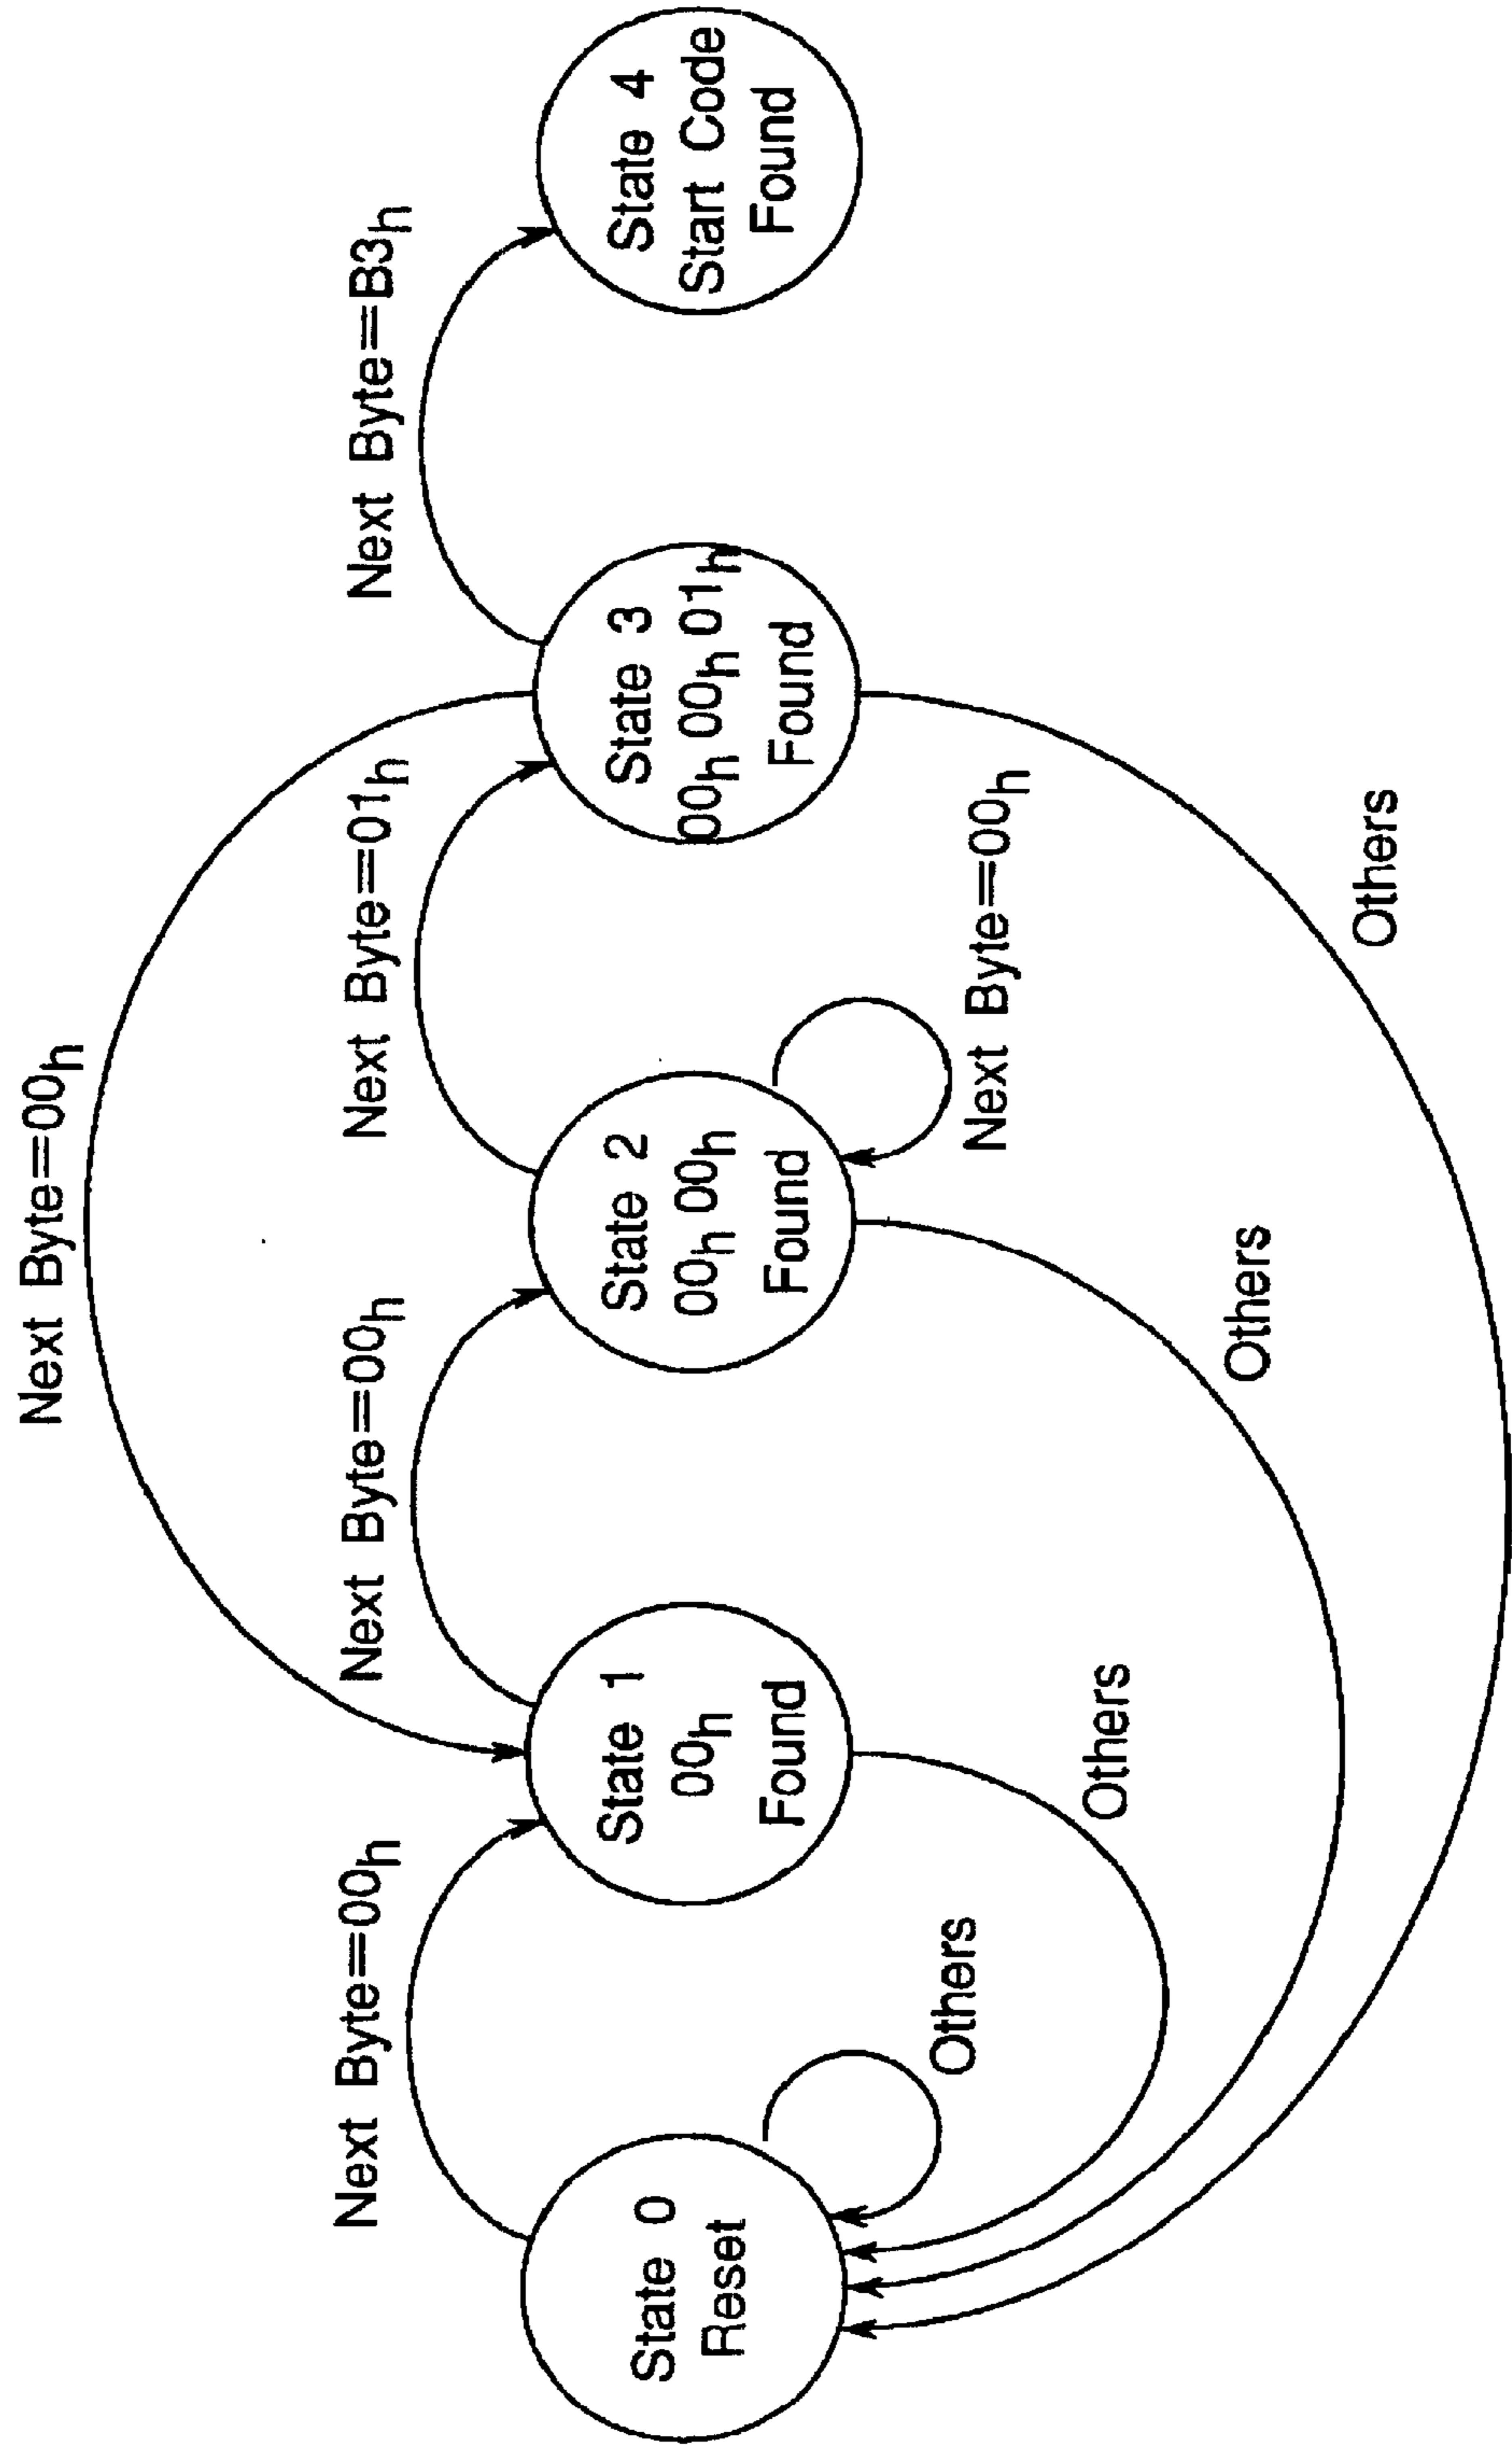 Next Byte=00h
Next Byte=00h
Next Byte=00h
Next Byte=01h
Next Byte=B3h
State 0
Reset
State 1
00h
Found
State 2
00h 00h
Found
State 3
00h 00h 01h
Found
State 4
Start Code
Found
Others
Next Byte=00h
Others
Others
Others